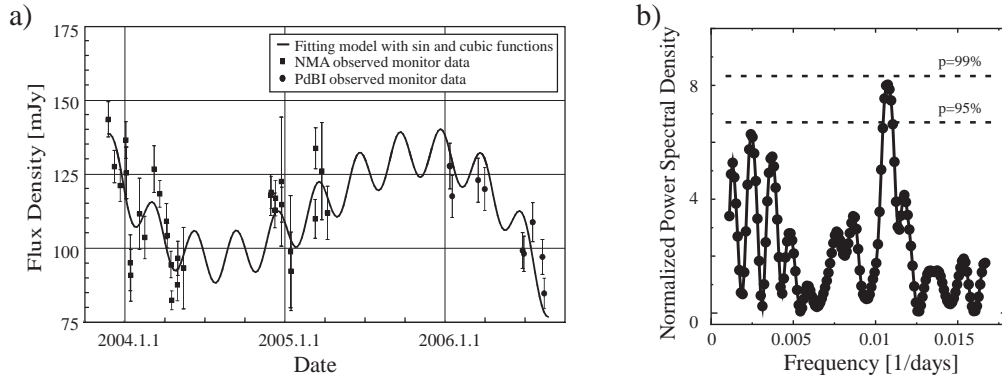 a)
175
150
125
100
75
Flux Density [mJy]
Fitting model with sin and cubic functions
NMA observed monitor data
PdBI observed monitor data
2004.1.1
2005.1.1
2006.1.1
Date
b)
Normalized Power Spectral Density
8
4
0
p=99%
p=95%
0
0.005
0.01
0.015
Frequency [1/days]